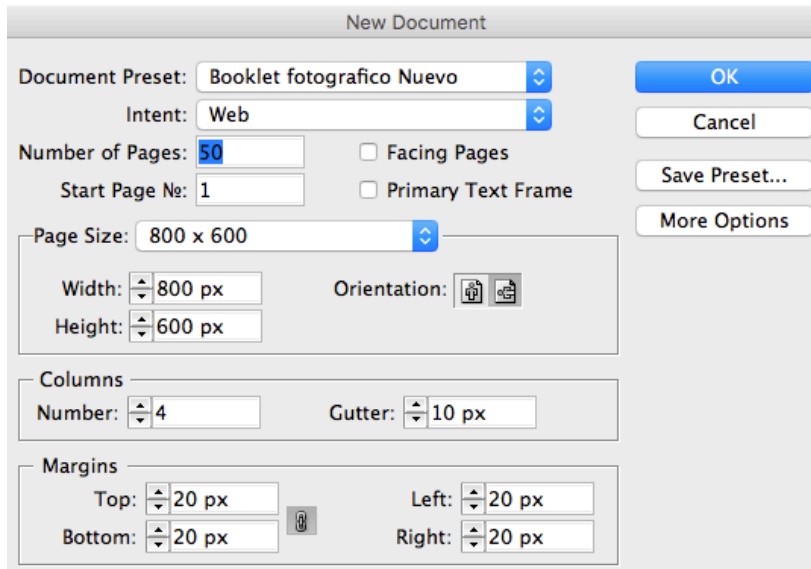 New Document
Document Preset: Booklet fotografico Nuevo
OK
Intent: Web
Cancel
Number of Pages: 50
Facing Pages
Save Preset...
Start Page №: 1
Primary Text Frame
More Options
Page Size: 800 x 600
Width: 800 px
Orientation:
Height: 600 px
Columns
Number: 4
Gutter: 10 px
Margins
Top: 20 px
Left: 20 px
Bottom: 20 px
Right: 20 px